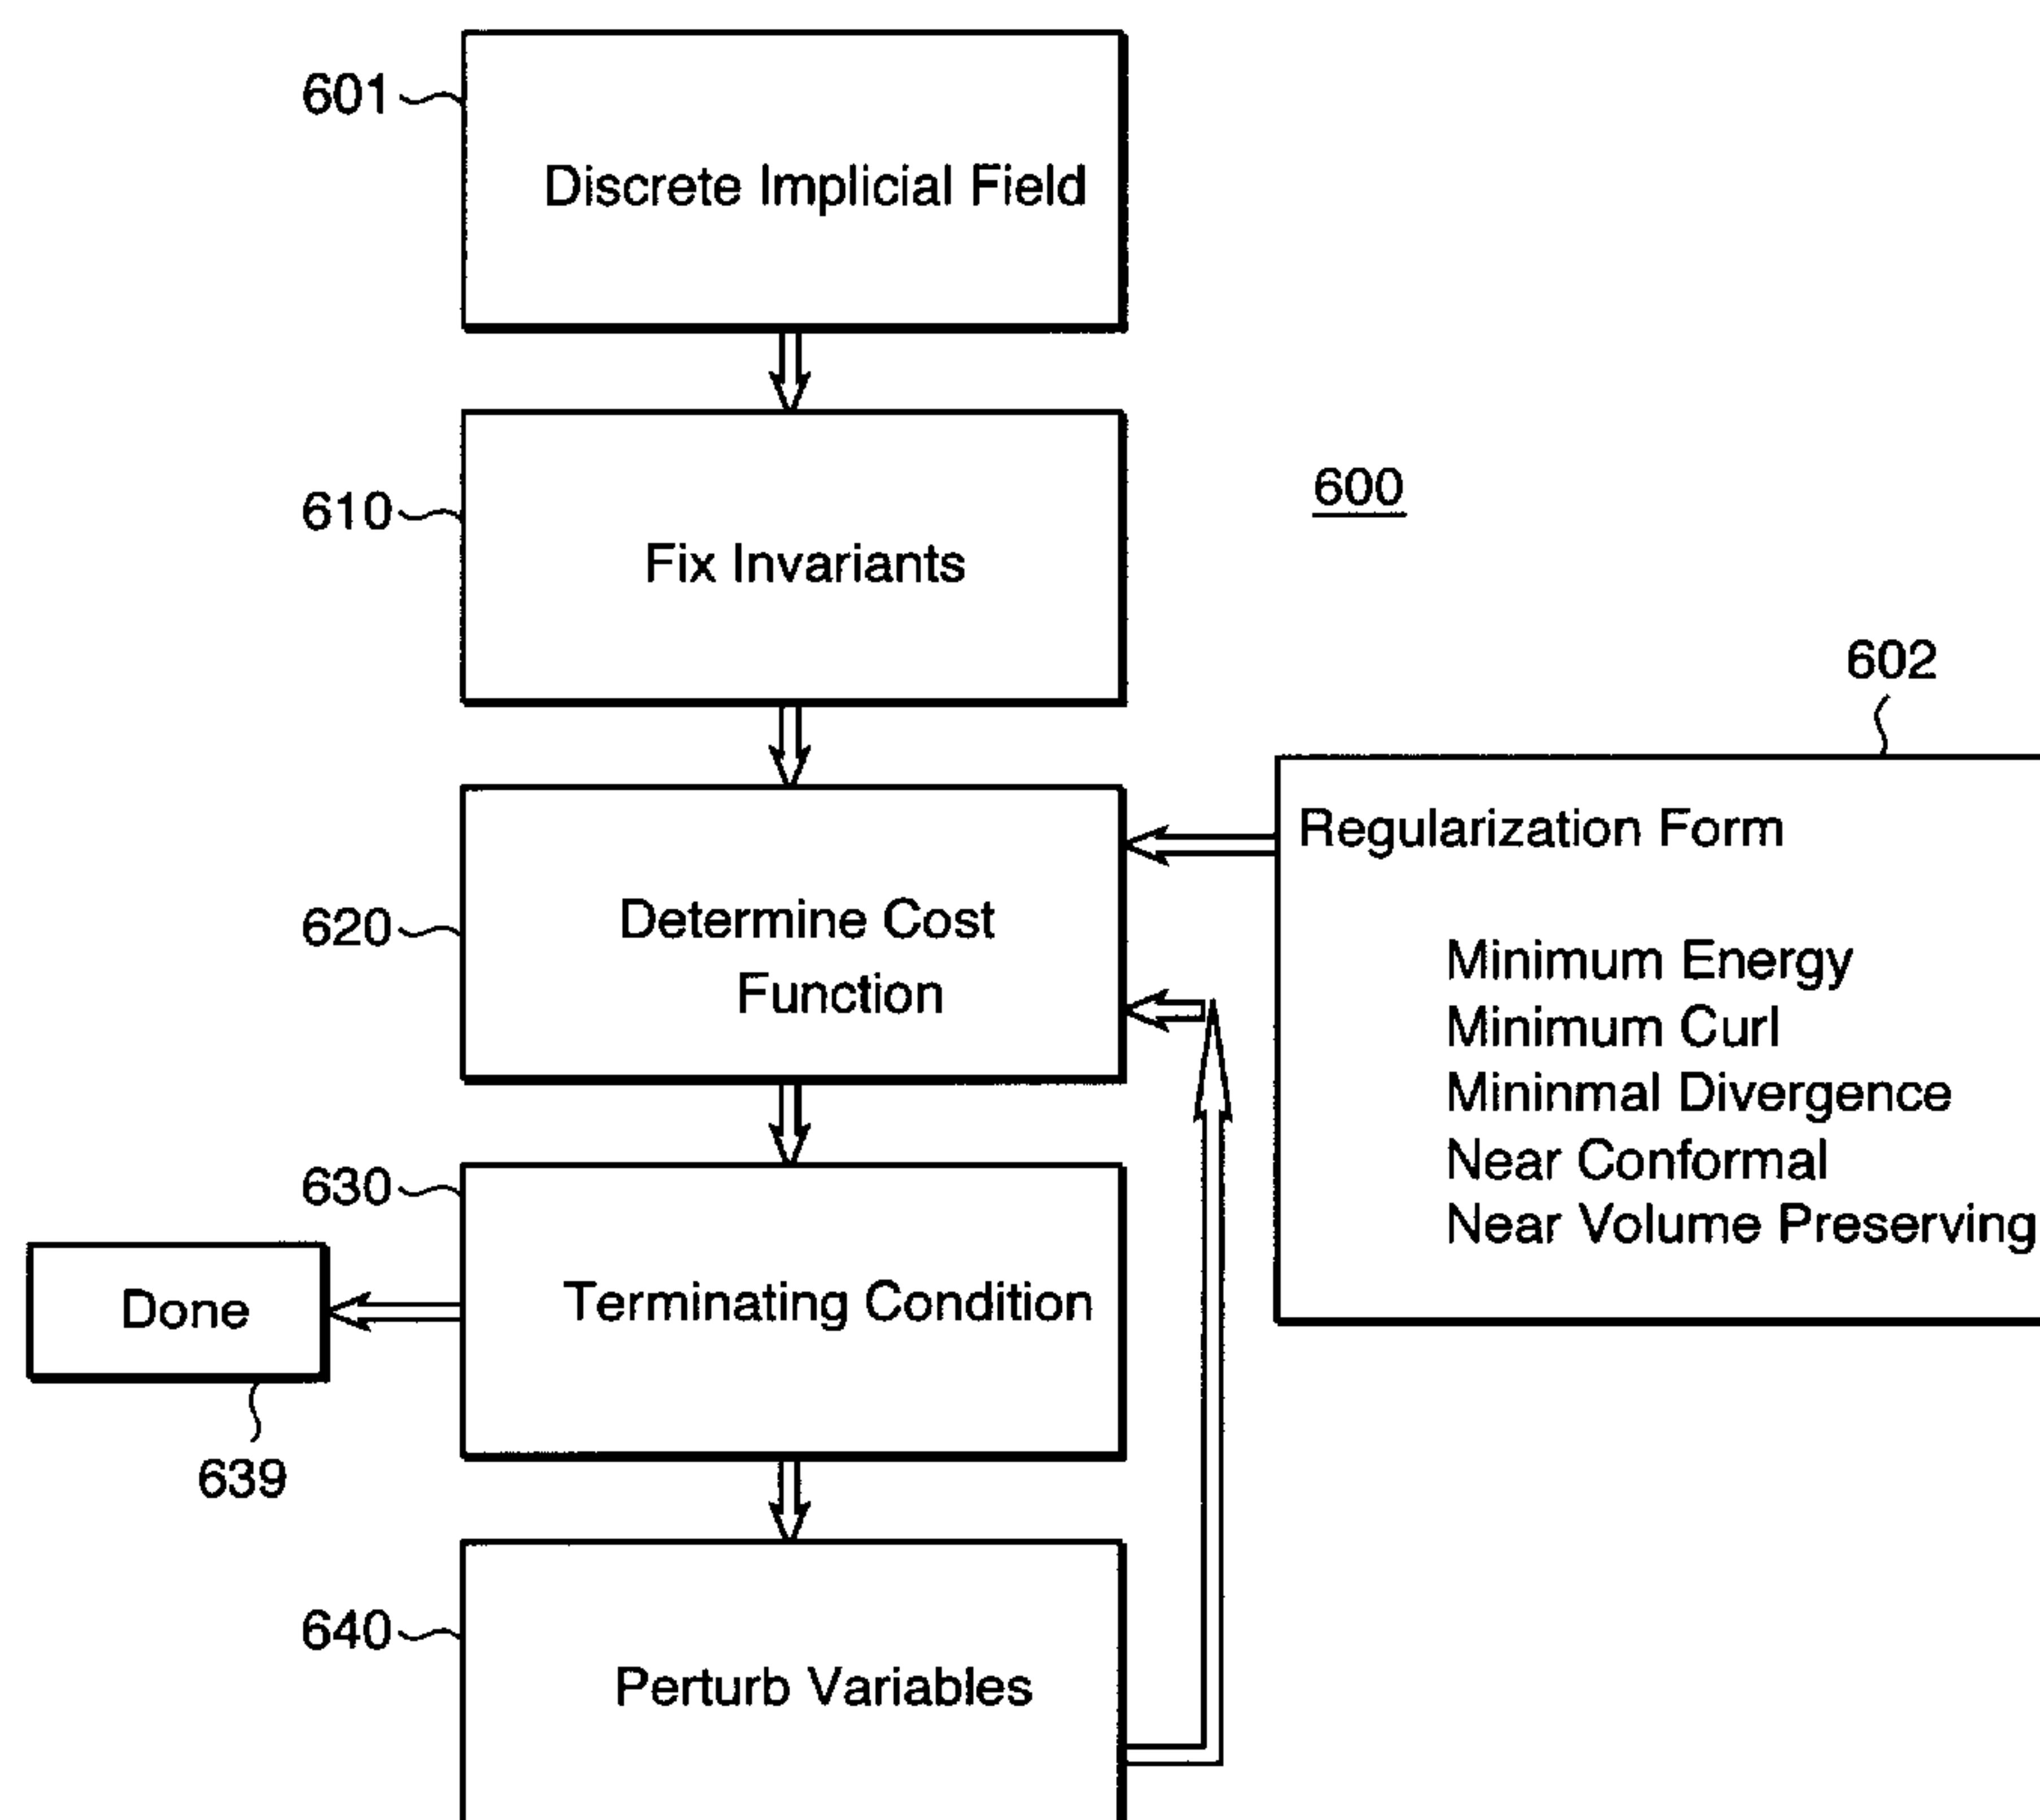 601
Discrete Implicial Field
610
Fix Invariants
600
602
Regularization Form
620
Determine Cost
Function
Minimum Energy
Minimum Curl
Mininmal Divergence
Near Conformal
Near Volume Preserving
630
Terminating Condition
Done
639
640
Perturb Variables